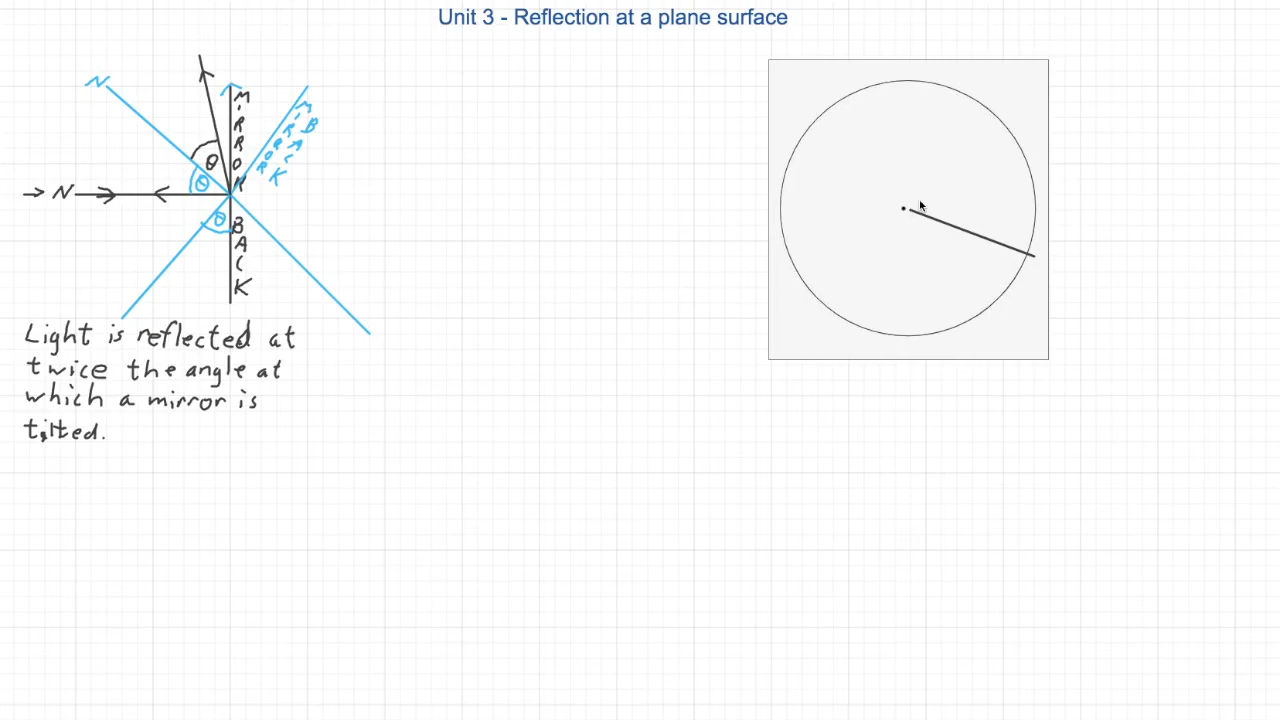 Unit 3 - Reflection at a plane surface
N
MIRROR
MIRROR
BACK
θ
θ
N
θ
BACK
Light is reflected at
twice the angle at
which a mirror is
tilted.